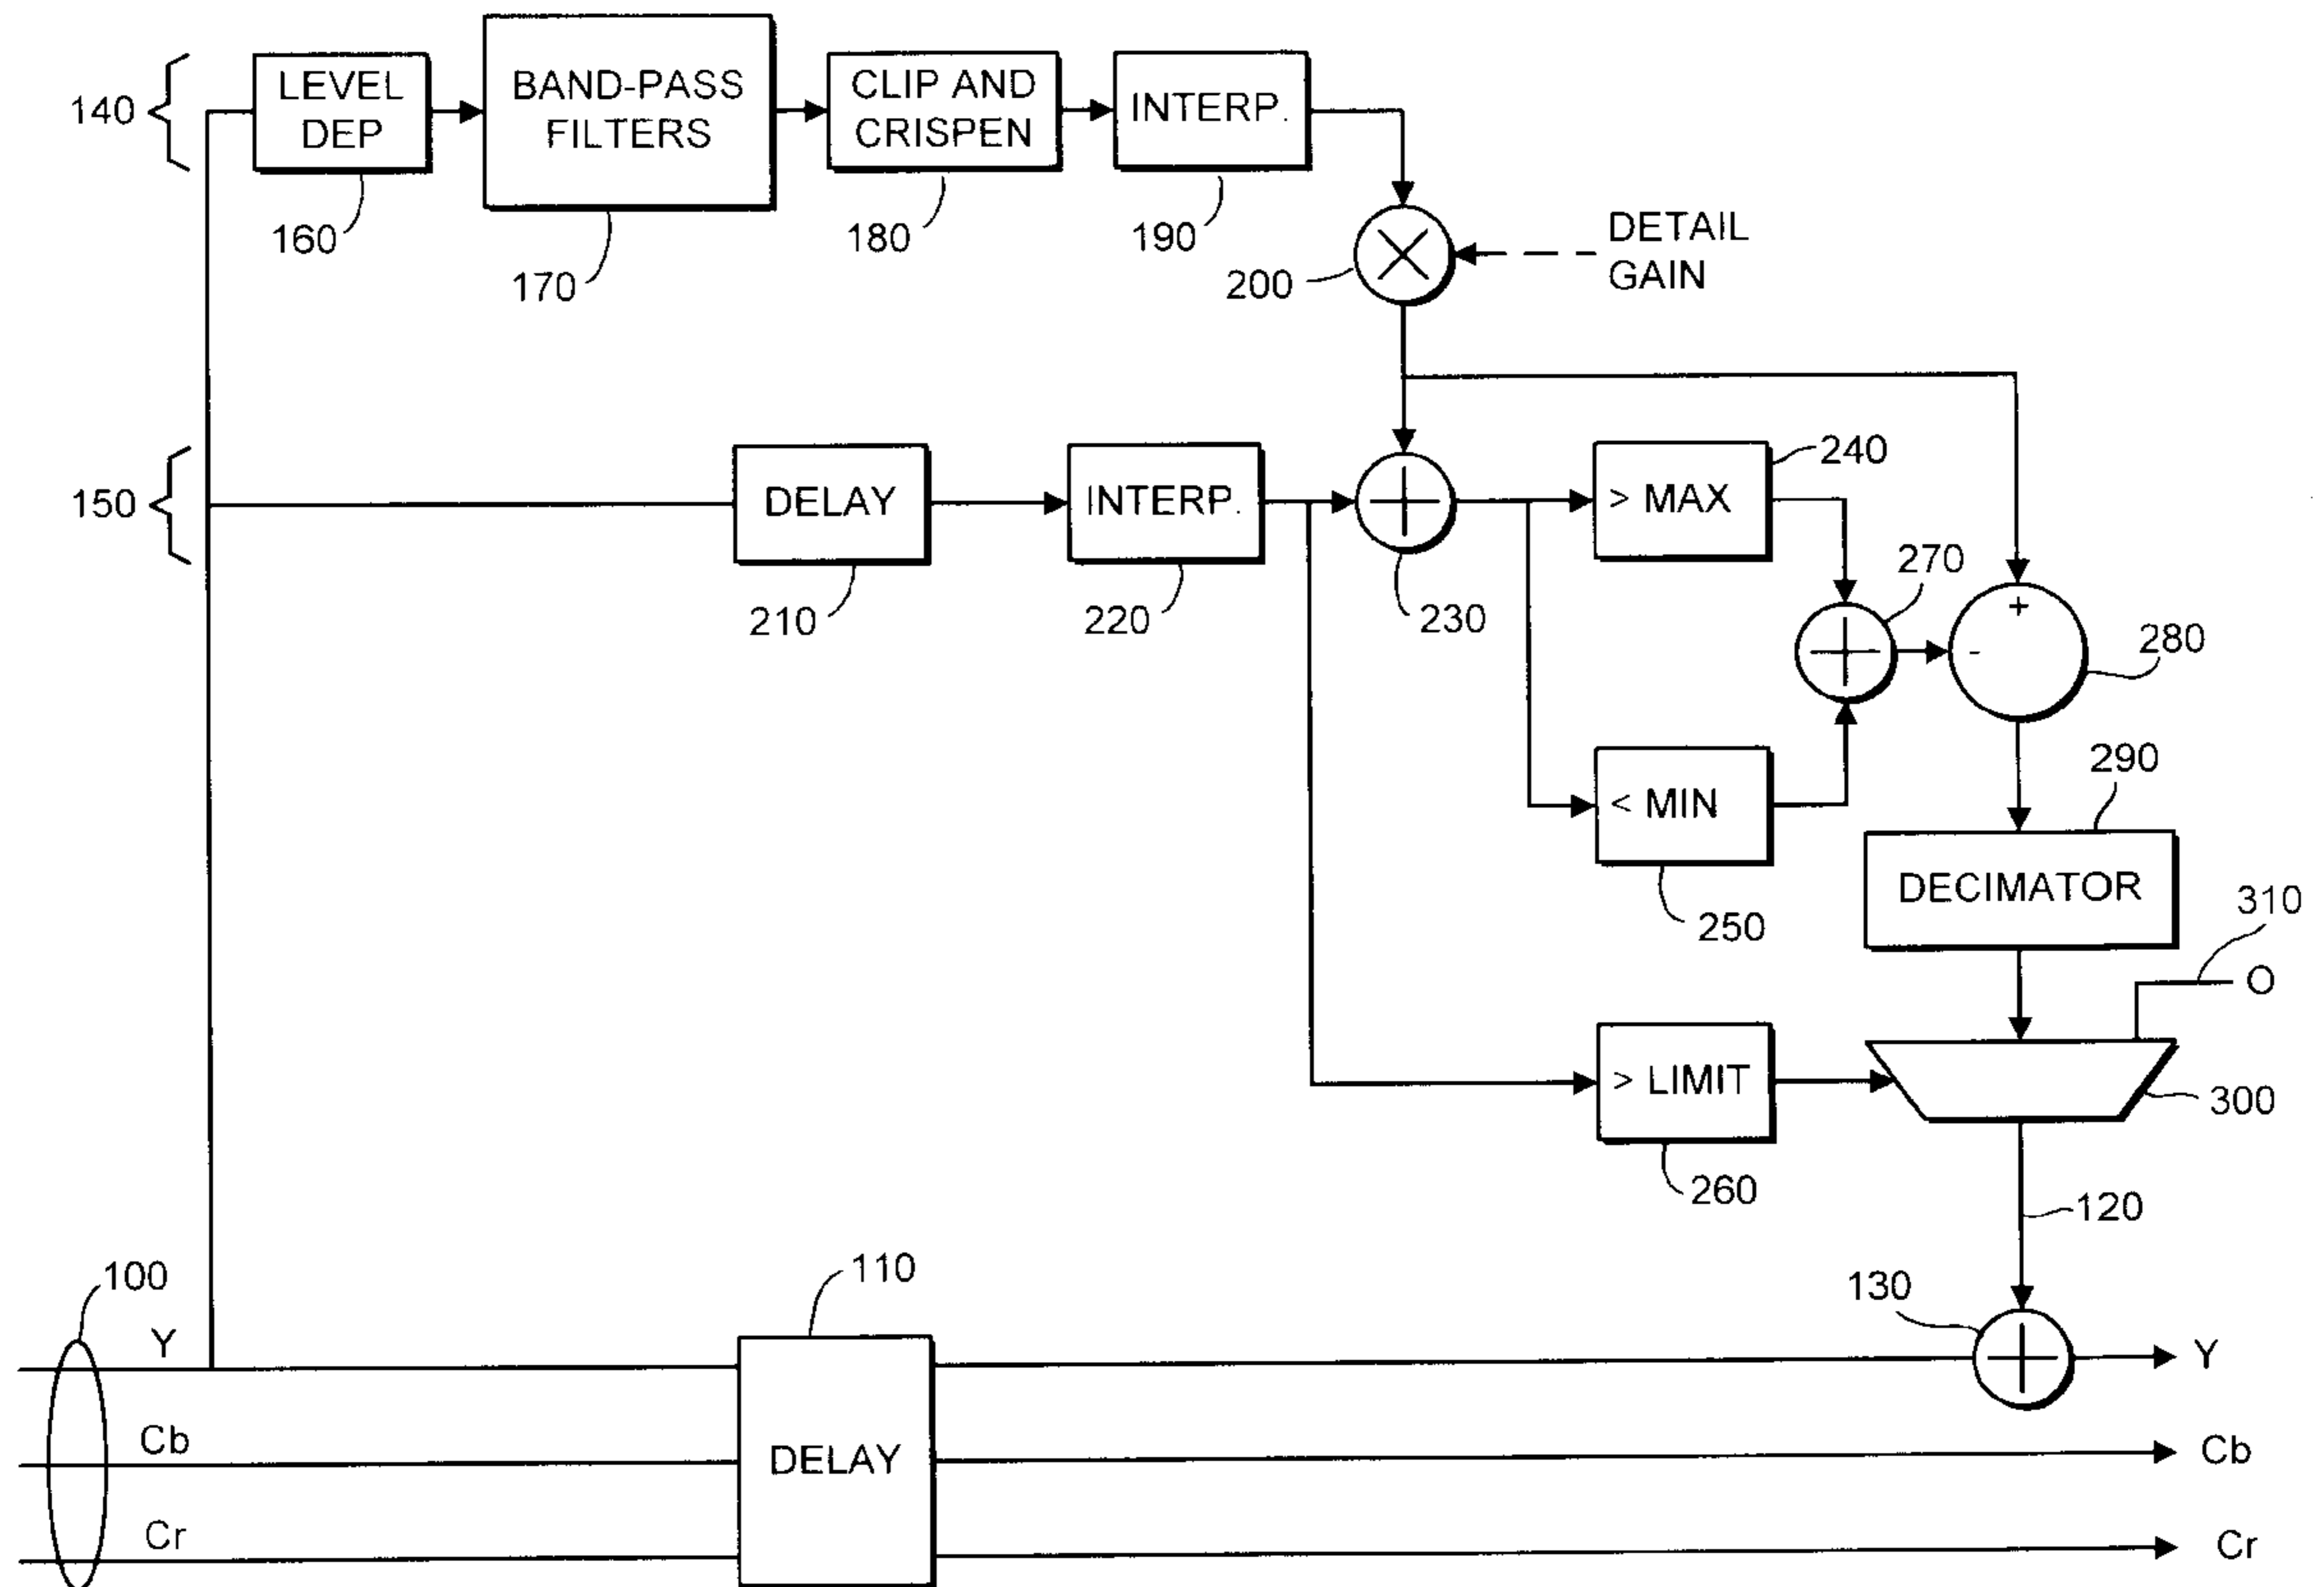 140
LEVEL
DEP
160
BAND-PASS
FILTERS
170
CLIP AND
CRISPEN
180
INTERP.
190
200
DETAIL
GAIN
150
DELAY
210
INTERP.
220
230
> MAX
240
270
+
-
280
< MIN
250
290
DECIMATOR
310
O
> LIMIT
260
300
120
100
110
130
Y
Y
Cb
DELAY
Cb
Cr
Cr